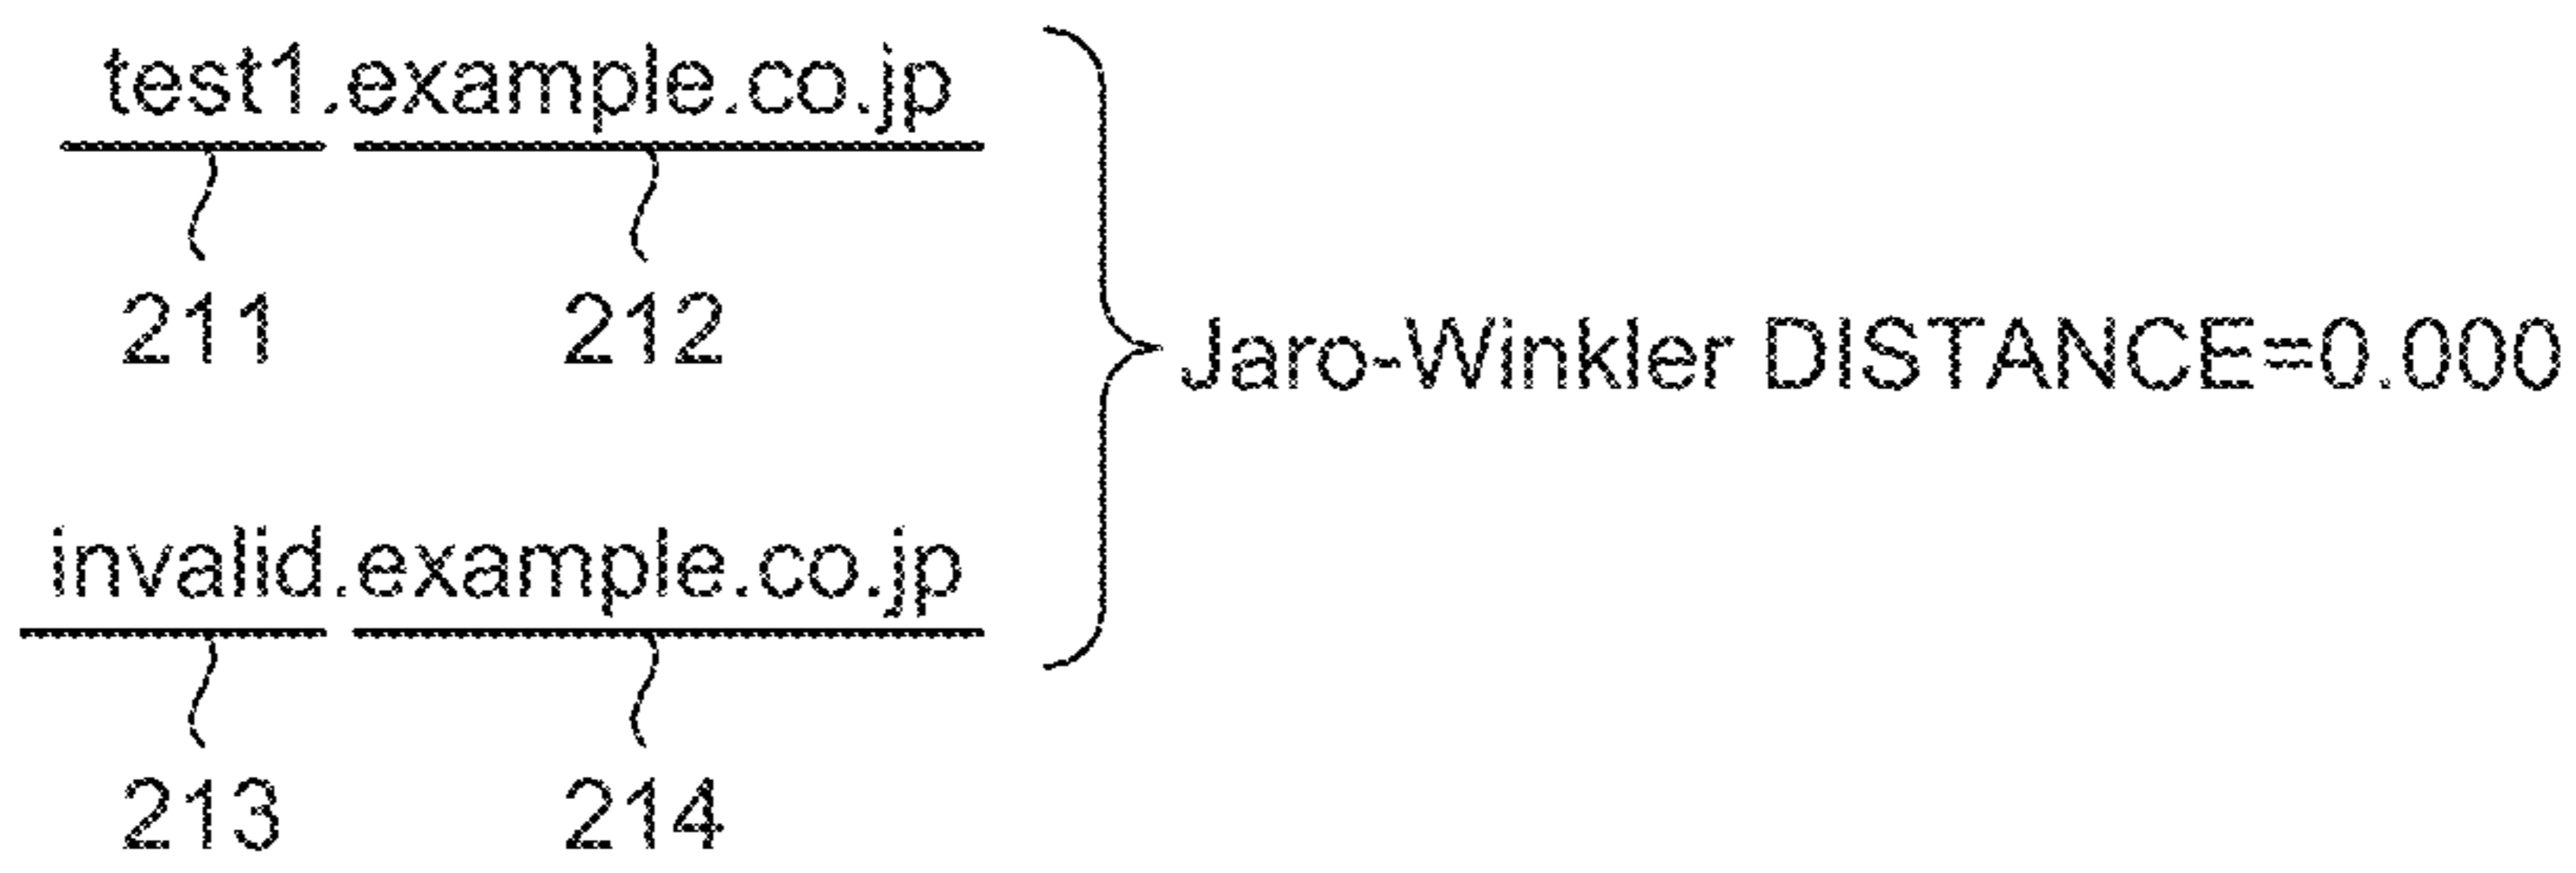 test1.example.co.jp
211 212
Jaro-Winkler DISTANCE=0.000
invalid.example.co.jp
213 214